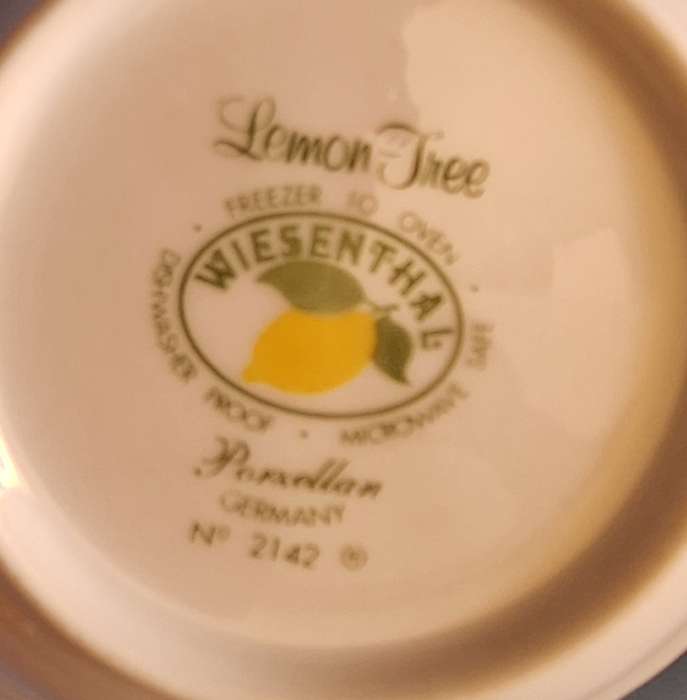 Lemon Tree
FREEZER TO OVEN
WIESENTHAL
DISHWASHER PROOF · MICROWAVE SAFE
Porzellan
GERMANY
Nº 2142 ®